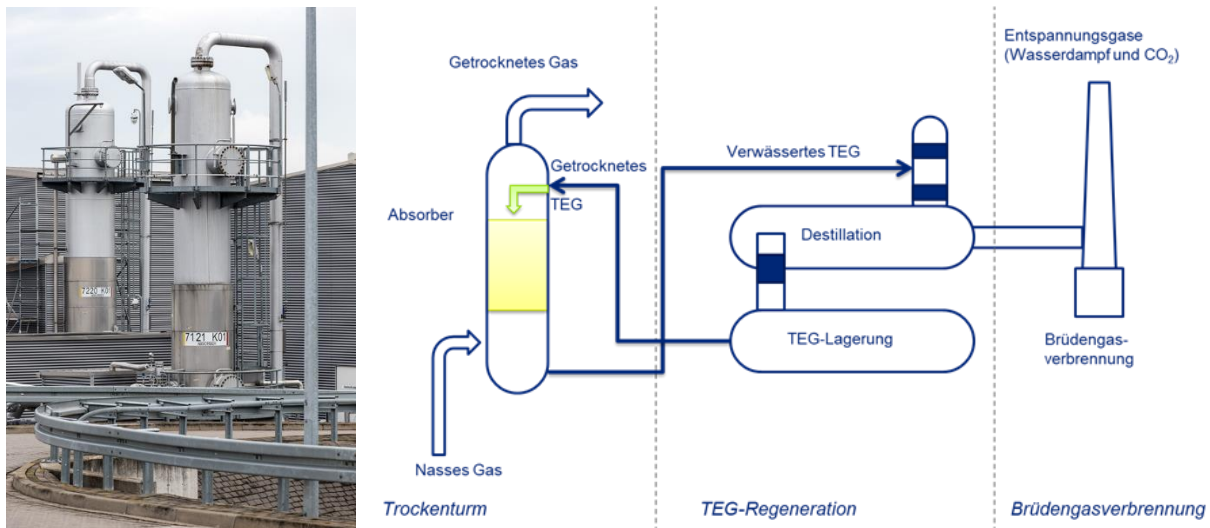 7220 K01
7121 K01
Getrocknetes Gas
Getrocknetes
TEG
Absorber
Nasses Gas
Trockenturm
Verwässertes TEG
Destillation
TEG-Lagerung
TEG-Regeneration
Entspannungsgase
(Wasserdampf und CO₂)
Brüdengas-
verbrennung
Brüdengasverbrennung